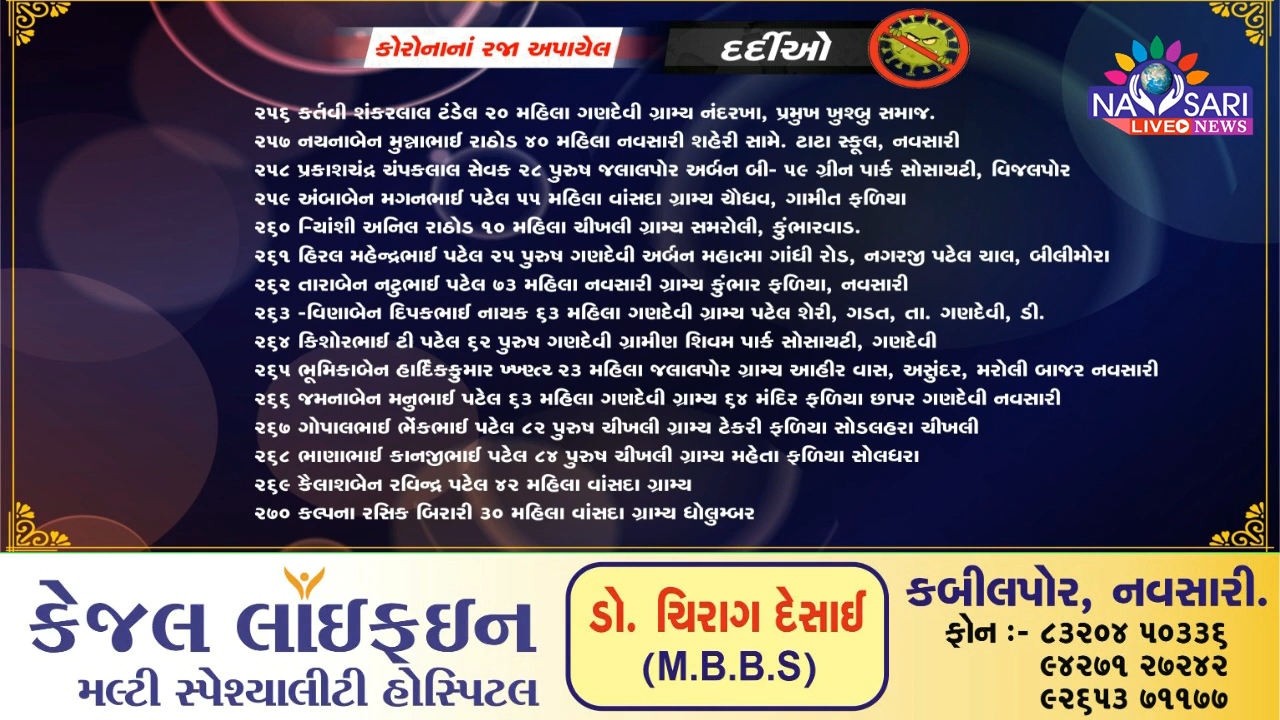 કોરોનાનાં રજા અપાયેલ દર્દીઓ
NAVSARI
LIVE NEWS
૨૫૬ કર્તવી શંકરલાલ ટંડેલ ૨૦ મહિલા ગણદેવી ગ્રામ્ય નંદરખા, પ્રમુખ ખુશ્બુ સમાજ.
૨૫૭ નયનાબેન મુન્નાભાઈ રાઠોડ ૪૦ મહિલા નવસારી શહેરી સામે. ટાટા સ્કૂલ, નવસારી
૨૫૮ પ્રકાશચંદ્ર ચંપકલાલ સેવક ૨૮ પુરુષ જલાલપોર અર્બન બી- ૫૯ ગ્રીન પાર્ક સોસાયટી, વિજલપોર
૨૫૯ અંબાબેન મગનભાઈ પટેલ ૫૫ મહિલા વાંસદા ગ્રામ્ય ચૌધવ, ગામીત ફળિયા
૨૬૦ ન્યિાંશી અનિલ રાઠોડ ૧૦ મહિલા ચીખલી ગ્રામ્ય સમરોલી, કુંભારવાડ.
૨૬૧ હિરલ મહેન્દ્રભાઈ પટેલ ૨૫ પુરુષ ગણદેવી અર્બન મહાત્મા ગાંધી રોડ, નગરજી પટેલ ચાલ, બીલીમોરા
૨૬૨ તારાબેન નટુભાઈ પટેલ ૭૩ મહિલા નવસારી ગ્રામ્ય કુંભાર ફળિયા, નવસારી
૨૬૩ -વિણાબેન દિપકભાઈ નાયક ૬૩ મહિલા ગણદેવી ગ્રામ્ય પટેલ શેરી, ગડત, તા. ગણદેવી, ડી.
૨૬૪ કિશોરભાઈ ટી પટેલ ૬૨ પુરુષ ગણદેવી ગ્રામીણ શિવમ પાર્ક સોસાયટી, ગણદેવી
૨૬૫ ભૂમિકાબેન હાર્દિકકુમાર ૨૩ મહિલા જલાલપોર ગ્રામ્ય આહીર વાસ, અસુંદર, મરોલી બાજર નવસારી
૨૬૬ જમનાબેન મનુભાઈ પટેલ ૬૩ મહિલા ગણદેવી ગ્રામ્ય ૬૪ મંદિર ફળિયા છાપર ગણદેવી નવસારી
૨૬૭ ગોપાલભાઈ ભેંકભાઈ પટેલ ૮૨ પુરુષ ચીખલી ગ્રામ્ય ટેકરી ફળિયા સોડલહરા ચીખલી
૨૬૮ ભાણાભાઈ કાનજીભાઈ પટેલ ૮૪ પુરુષ ચીખલી ગ્રામ્ય મહેતા ફળિયા સોલધરા
૨૬૯ કૈલાશબેન રવિન્દ્ર પટેલ ૪૨ મહિલા વાંસદા ગ્રામ્ય
૨૭૦ કલ્પના રસિક બિરારી ૩૦ મહિલા વાંસદા ગ્રામ્ય ધોલુમ્બર
કેજલ લાઇફઇન
મલ્ટી સ્પેશ્યાલીટી હોસ્પિટલ
ડો. ચિરાગ દેસાઈ
(M.B.B.S)
કબીલપોર, નવસારી.
ફોન :- ૮૩૨૦૪ ૫૦૩૩૬
૯૪૨૭૧ ૨૭૨૪૨
૯૨૬૫૩ ૭૧૧૭૭